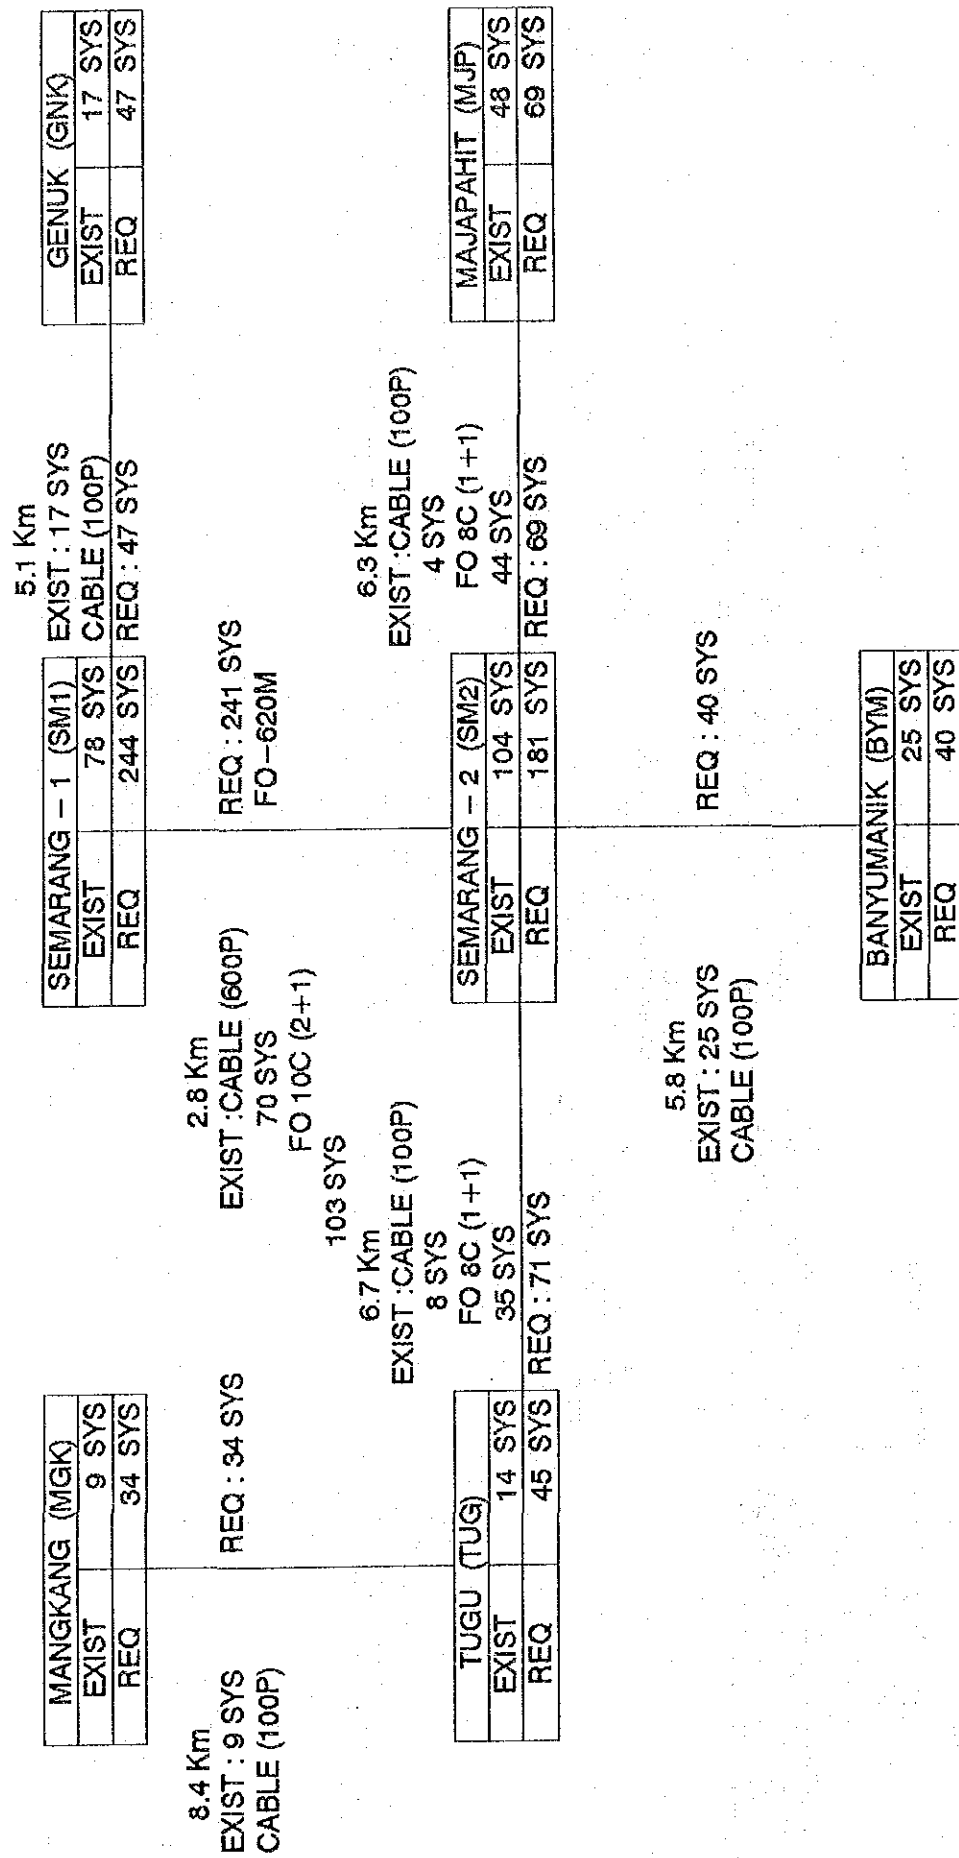 MANGKANG (MGK)
EXIST 9 SYS
REQ 34 SYS
SEMARANG – 1 (SM1)
EXIST 78 SYS
REQ 244 SYS
5.1 Km
EXIST : 17 SYS
CABLE (100P)
REQ : 47 SYS
GENUK (GNK)
EXIST 17 SYS
REQ 47 SYS
8.4 Km
EXIST : 9 SYS
CABLE (100P)
REQ : 34 SYS
2.8 Km
EXIST :CABLE (600P)
70 SYS
FO 10C (2+1)
103 SYS
REQ : 241 SYS
FO–620M
6.7 Km
EXIST :CABLE (100P)
8 SYS
FO 8C (1+1)
35 SYS
REQ : 71 SYS
6.3 Km
EXIST :CABLE (100P)
4 SYS
FO 8C (1+1)
44 SYS
REQ : 69 SYS
TUGU (TUG)
EXIST 14 SYS
REQ 45 SYS
SEMARANG – 2 (SM2)
EXIST 104 SYS
REQ 181 SYS
MAJAPAHIT (MJP)
EXIST 48 SYS
REQ 69 SYS
5.8 Km
EXIST : 25 SYS
CABLE (100P)
REQ : 40 SYS
BANYUMANIK (BYM)
EXIST 25 SYS
REQ 40 SYS